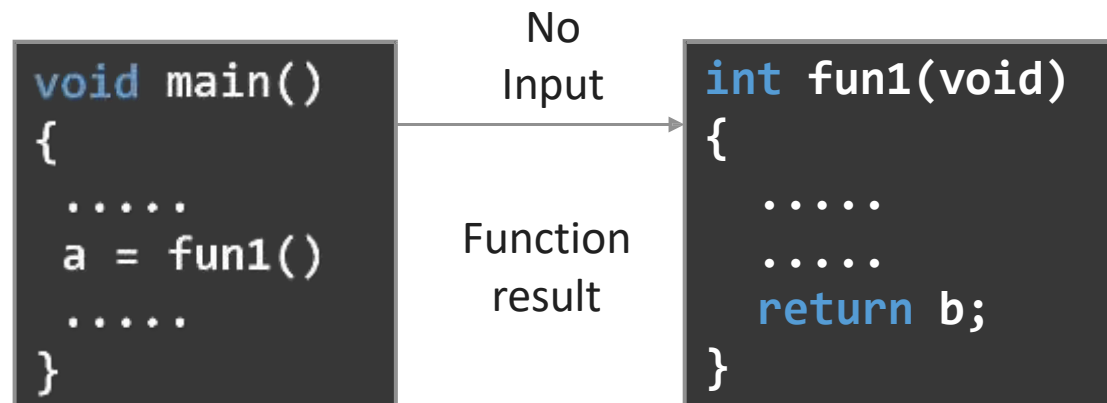 void main()
{
.....
a = fun1()
.....
}
No
Input
Function
result
int fun1(void)
{
.....
.....
return b;
}